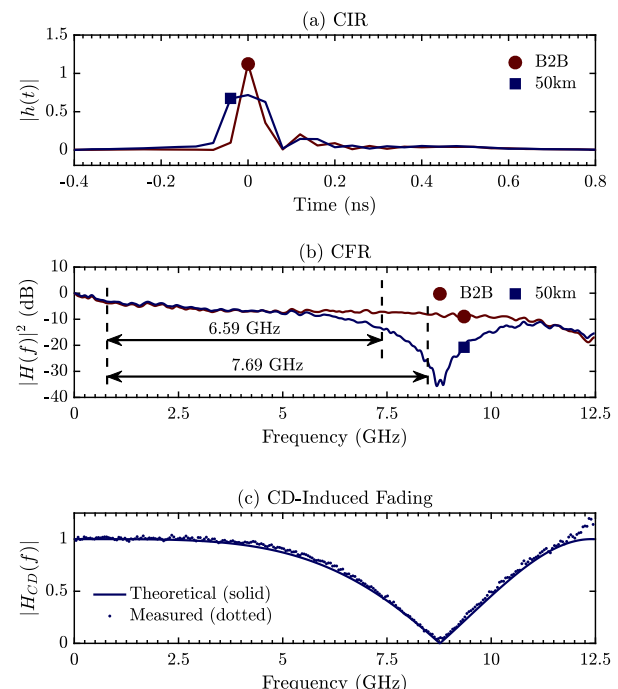 (a) CIR
1.5
1
0.5
0
|h(t)|
B2B
50km
-0.4 -0.2 0 0.2 0.4 0.6 0.8
Time (ns)
(b) CFR
10
0
-10
-20
-30
-40
|H(f)|² (dB)
B2B 50km
6.59 GHz
7.69 GHz
0 2.5 5 7.5 10 12.5
Frequency (GHz)
(c) CD-Induced Fading
1
0.5
0
|H_CD(f)|
Theoretical (solid)
Measured (dotted)
0 2.5 5 7.5 10 12.5
Frequency (GHz)